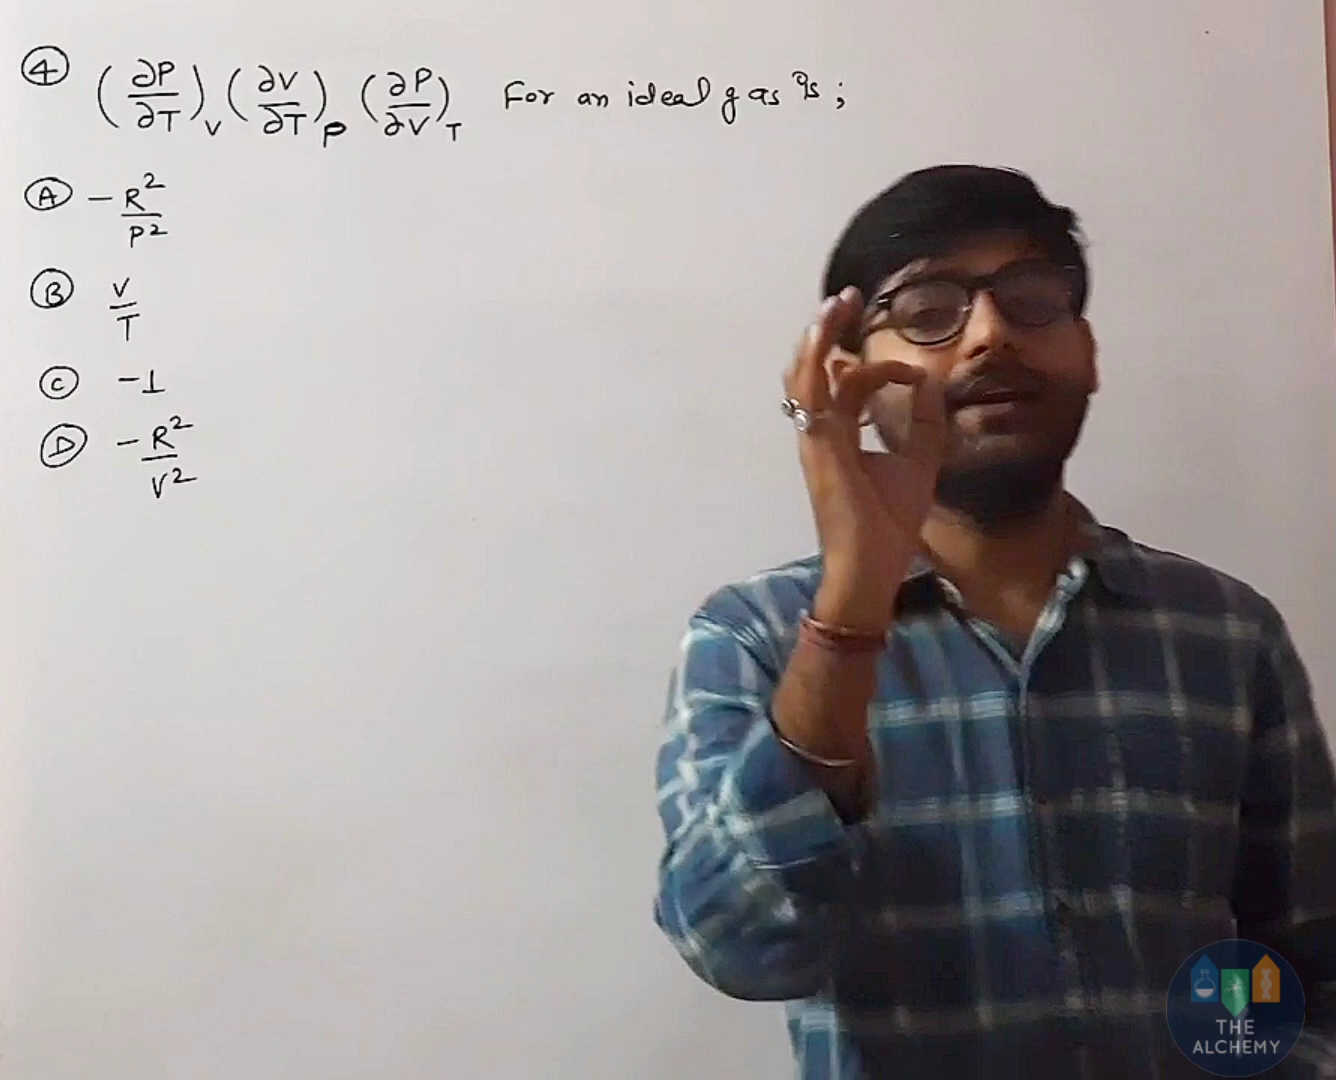 ④ (∂P/∂T)_V (∂V/∂T)_P (∂P/∂V)_T For an ideal gas is ;
Ⓐ -R²/P²
Ⓑ V/T
Ⓒ -1
Ⓓ -R²/V²
THE
ALCHEMY